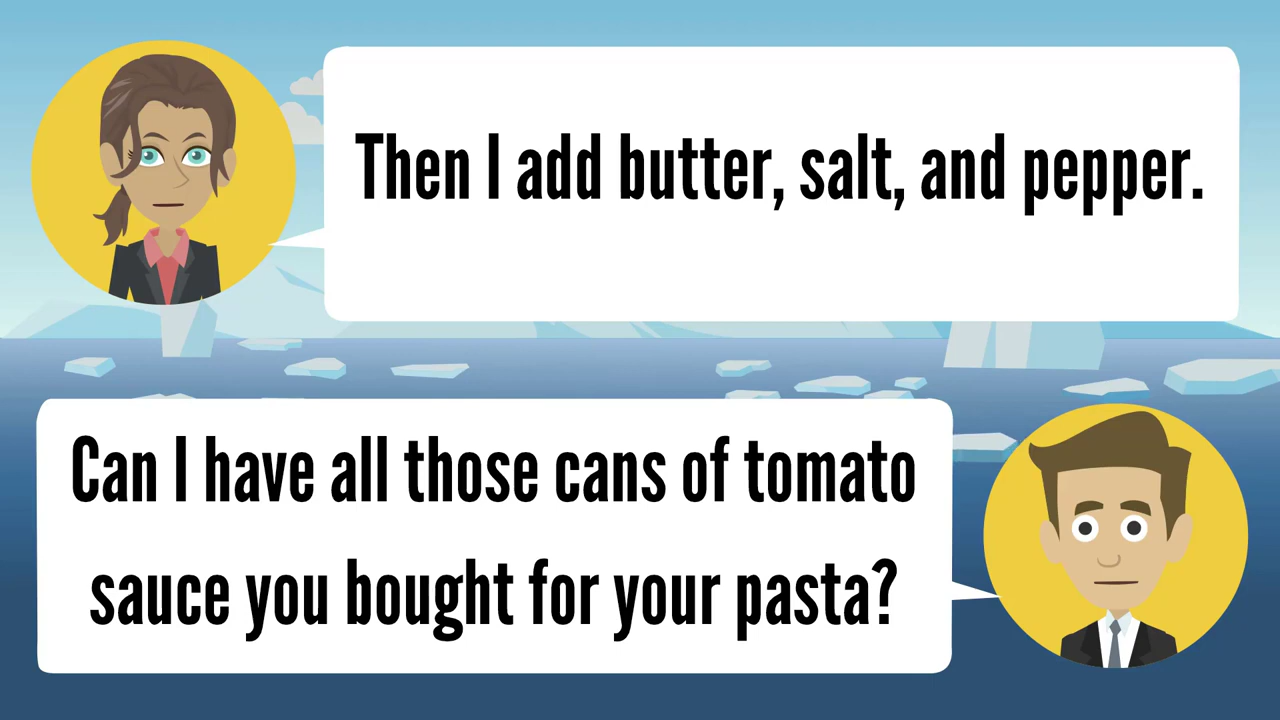 Then I add butter, salt, and pepper.
Can I have all those cans of tomato
sauce you bought for your pasta?